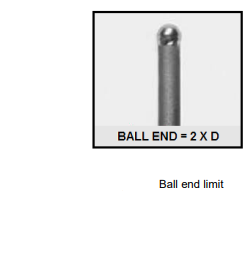 BALL END = 2 X D
Ball end limit